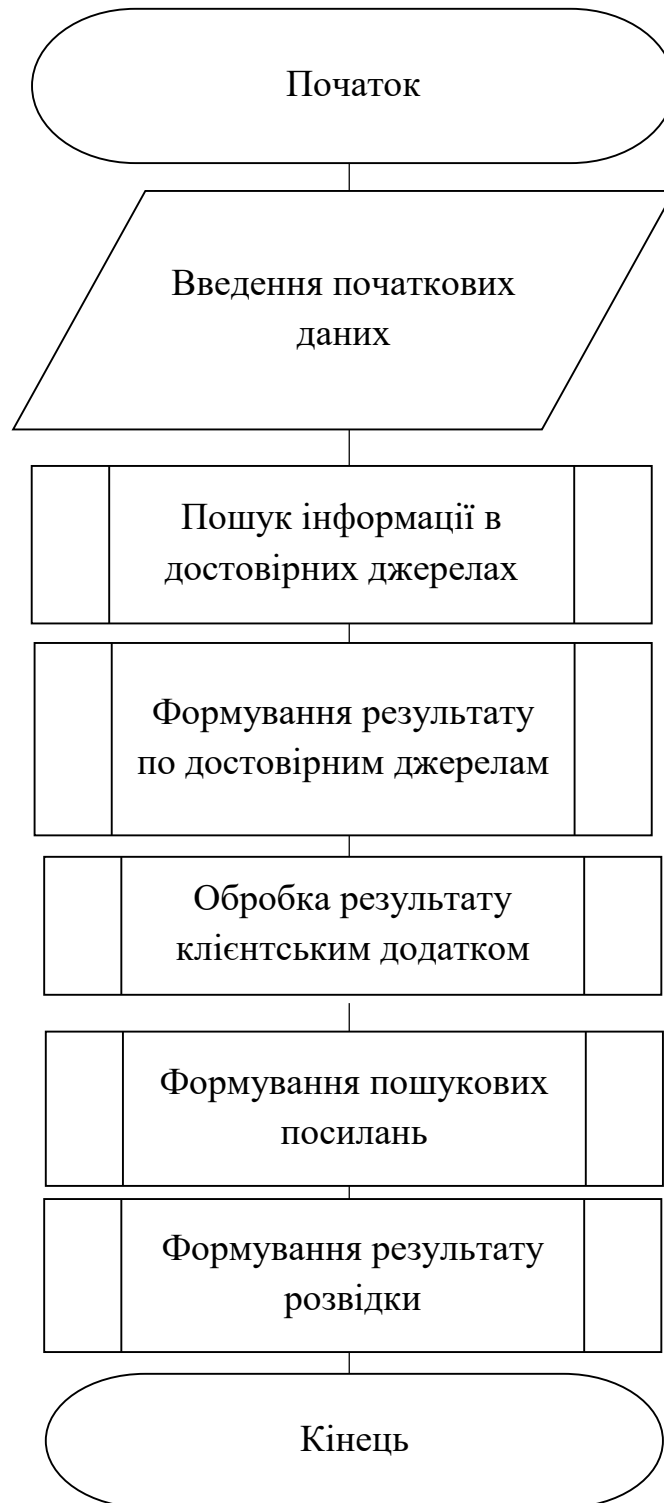 Початок
Введення початкових
даних
Пошук інформації в
достовірних джерелах
Формування результату
по достовірним джерелам
Обробка результату
клієнтським додатком
Формування пошукових
посилань
Формування результату
розвідки
Кінець